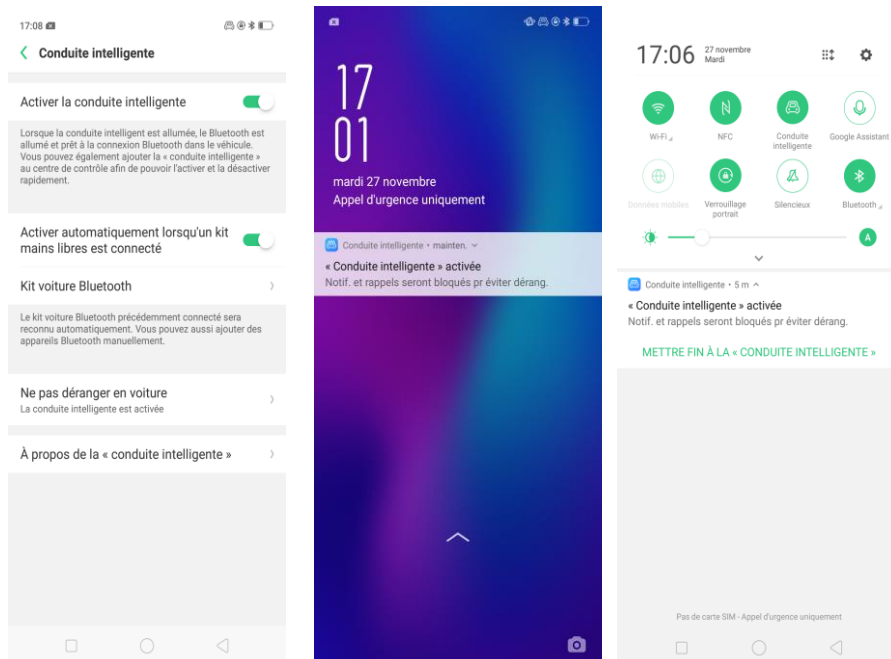 17:08
Conduite intelligente
Activer la conduite intelligente
Lorsque la conduite intelligent est allumée, le Bluetooth est
allumé et prêt à la connexion Bluetooth dans le véhicule.
Vous pouvez également ajouter la « conduite intelligente »
au centre de contrôle afin de pouvoir l'activer et la désactiver
rapidement.
Activer automatiquement lorsqu'un kit
mains libres est connecté
Kit voiture Bluetooth
Le kit voiture Bluetooth précédemment connecté sera
reconnu automatiquement. Vous pouvez aussi ajouter des
appareils Bluetooth manuellement.
Ne pas déranger en voiture
La conduite intelligente est activée
À propos de la « conduite intelligente »
17
01
mardi 27 novembre
Appel d'urgence uniquement
Conduite intelligente • mainten.
« Conduite intelligente » activée
Notif. et rappels seront bloqués pr éviter dérang.
17:06
27 novembre
Mardi
Wi-Fi
NFC
Conduite
intelligente
Google Assistant
Données mobiles
Verrouillage
portrait
Silencieux
Bluetooth
A
Conduite intelligente • 5 m
« Conduite intelligente » activée
Notif. et rappels seront bloqués pr éviter dérang.
METTRE FIN À LA « CONDUITE INTELLIGENTE »
Pas de carte SIM - Appel d'urgence uniquement